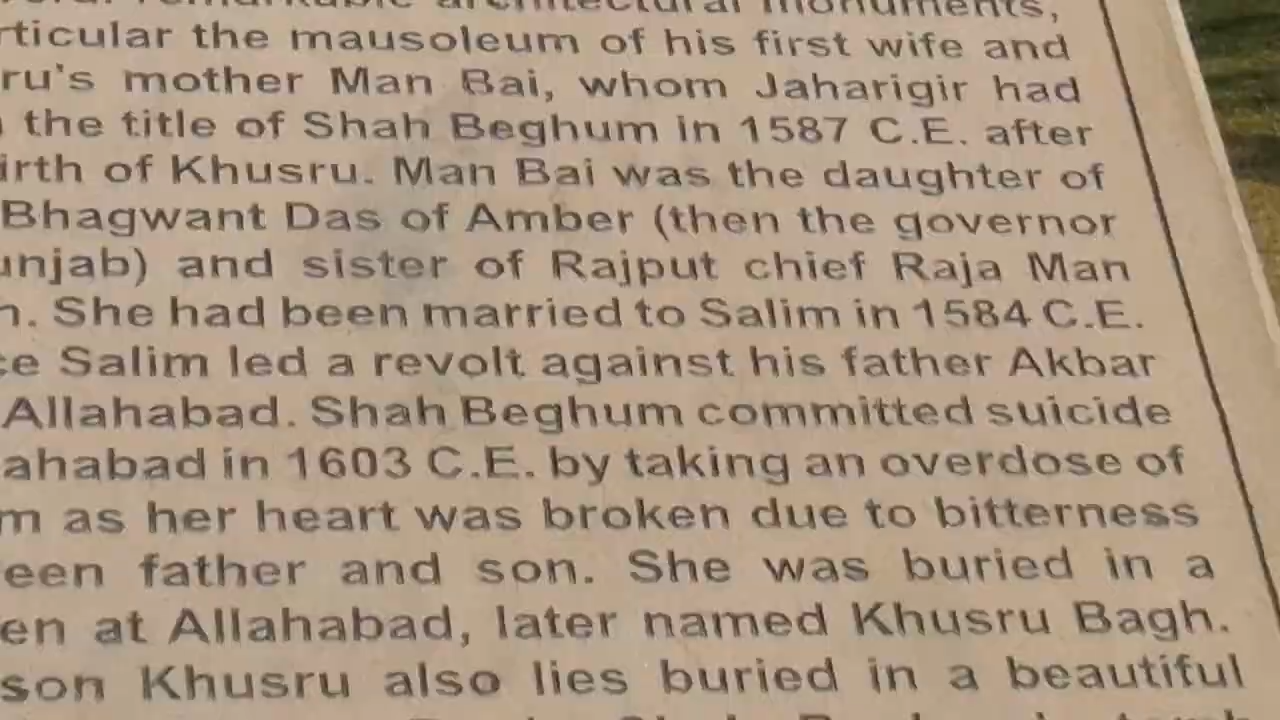 remarkable architectural monuments,
rticular the mausoleum of his first wife and
ru's mother Man Bai, whom Jaharigir had
the title of Shah Beghum in 1587 C.E. after
irth of Khusru. Man Bai was the daughter of
Bhagwant Das of Amber (then the governor
unjab) and sister of Rajput chief Raja Man
h. She had been married to Salim in 1584 C.E.
ce Salim led a revolt against his father Akbar
Allahabad. Shah Beghum committed suicide
ahabad in 1603 C.E. by taking an overdose of
m as her heart was broken due to bitterness
een father and son. She was buried in a
en at Allahabad, later named Khusru Bagh.
son Khusru also lies buried in a beautiful